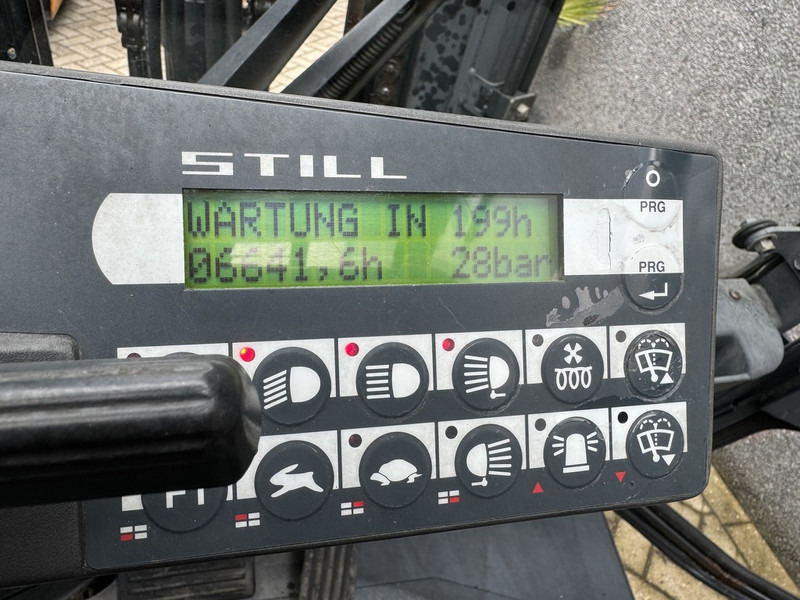 STILL
WARTUNG IN 199h
06641,6h 28bar
O
PRG
PRG